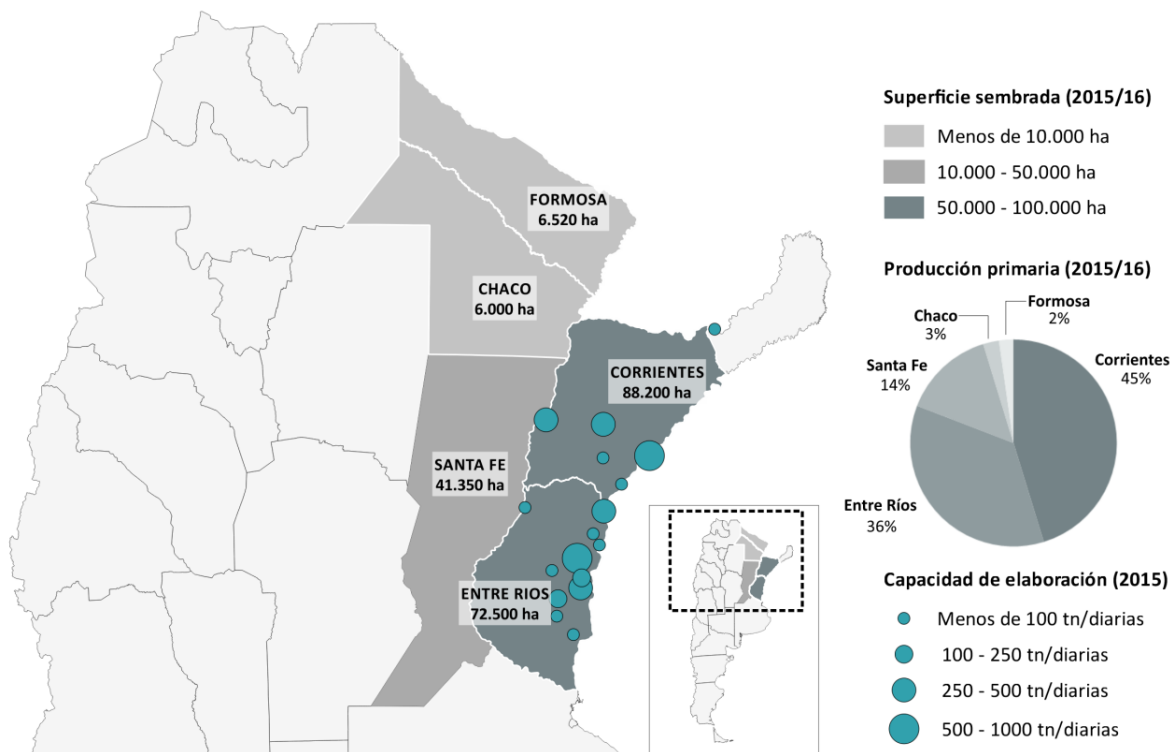 FORMOSA
6.520 ha
CHACO
6.000 ha
CORRIENTES
88.200 ha
SANTA FE
41.350 ha
ENTRE RIOS
72.500 ha
Superficie sembrada (2015/16)
Menos de 10.000 ha
10.000 - 50.000 ha
50.000 - 100.000 ha
Producción primaria (2015/16)
Formosa
2%
Chaco
3%
Santa Fe
14%
Corrientes
45%
Entre Ríos
36%
Capacidad de elaboración (2015)
Menos de 100 tn/diarias
100 - 250 tn/diarias
250 - 500 tn/diarias
500 - 1000 tn/diarias